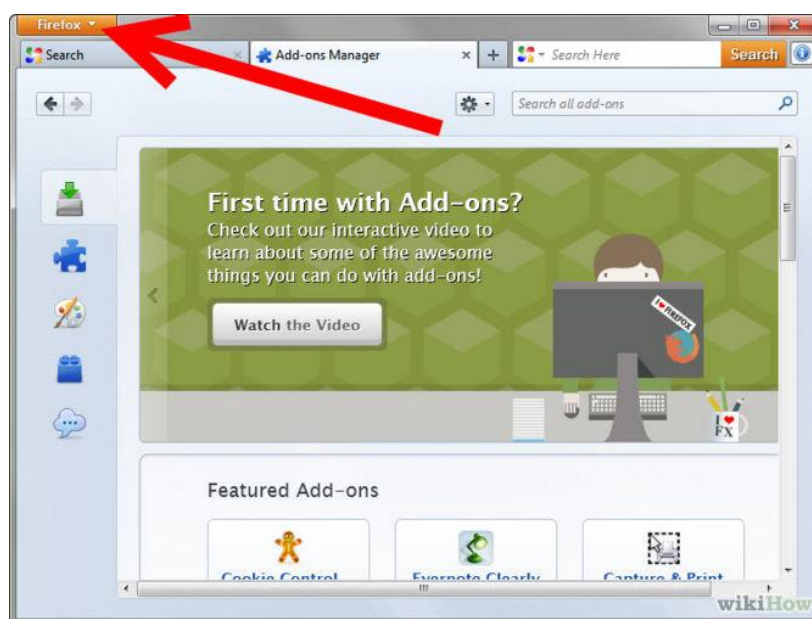 Firefox
Search
Add-ons Manager
Search Here
Search
Search all add-ons
First time with Add-ons?
Check out our interactive video to
learn about some of the awesome
things you can do with add-ons!
Watch the Video
I ♥ FIREFOX
I ♥
FX
Featured Add-ons
Cookie Control
Evernote Clearly
Capture & Print
wikiHow